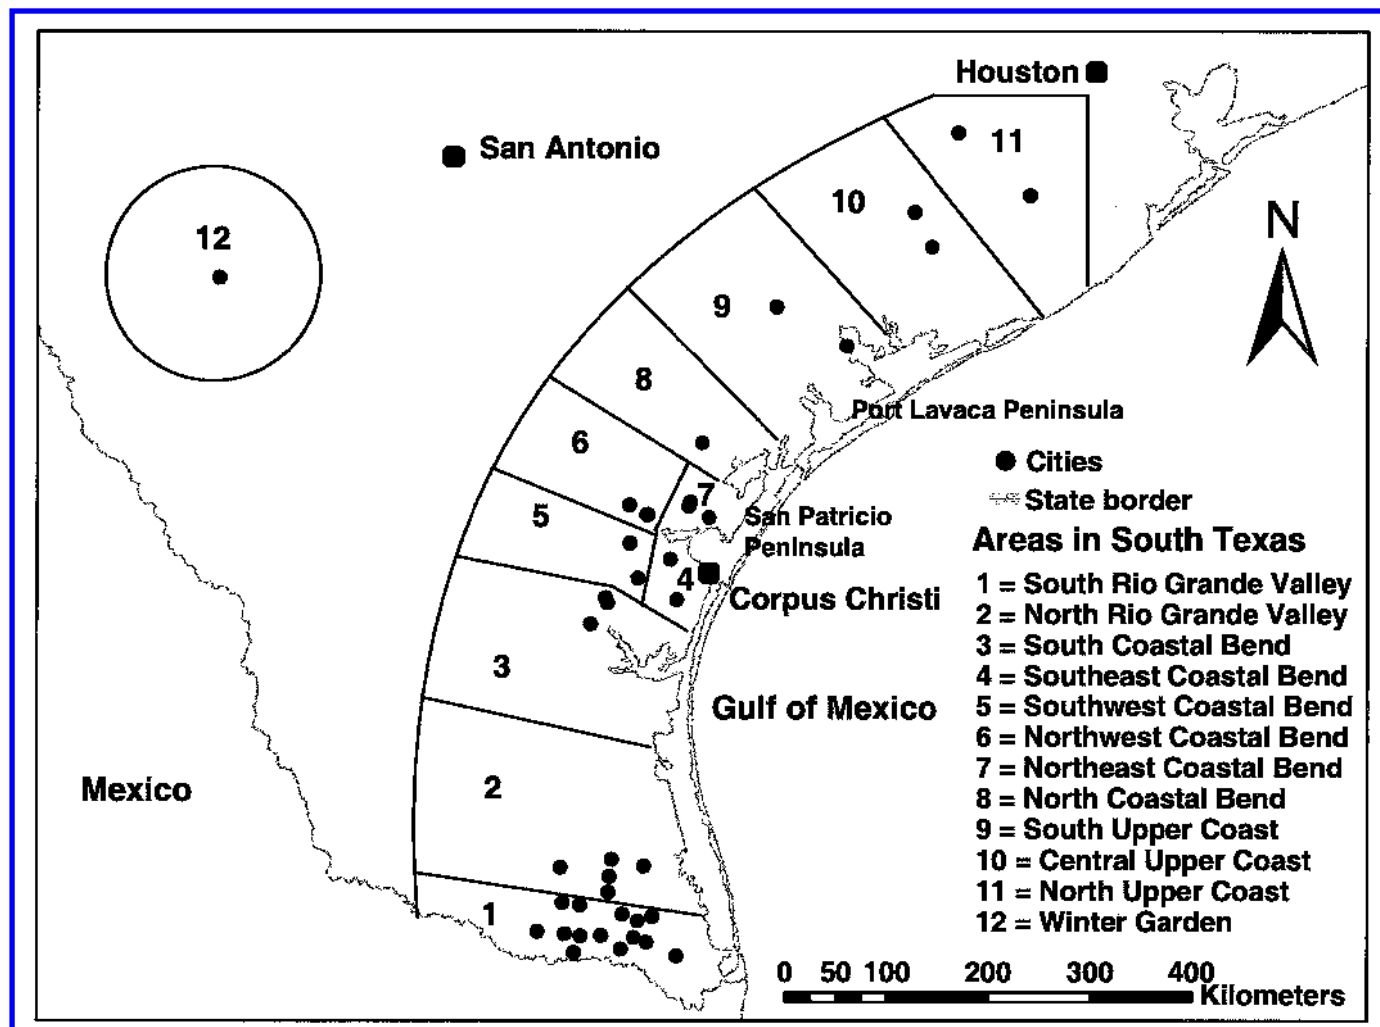 Houston
San Antonio
11
10
12
N
9
8
Port Lavaca Peninsula
6
Cities
7
State border
5
San Patricio
Peninsula
Areas in South Texas
4
1 = South Rio Grande Valley
Corpus Christi
2 = North Rio Grande Valley
3 = South Coastal Bend
3
4 = Southeast Coastal Bend
Gulf of Mexico
5 = Southwest Coastal Bend
6 = Northwest Coastal Bend
7 = Northeast Coastal Bend
Mexico
2
8 = North Coastal Bend
9 = South Upper Coast
10 = Central Upper Coast
11 = North Upper Coast
1
12 = Winter Garden
0 50 100 200 300 400
Kilometers